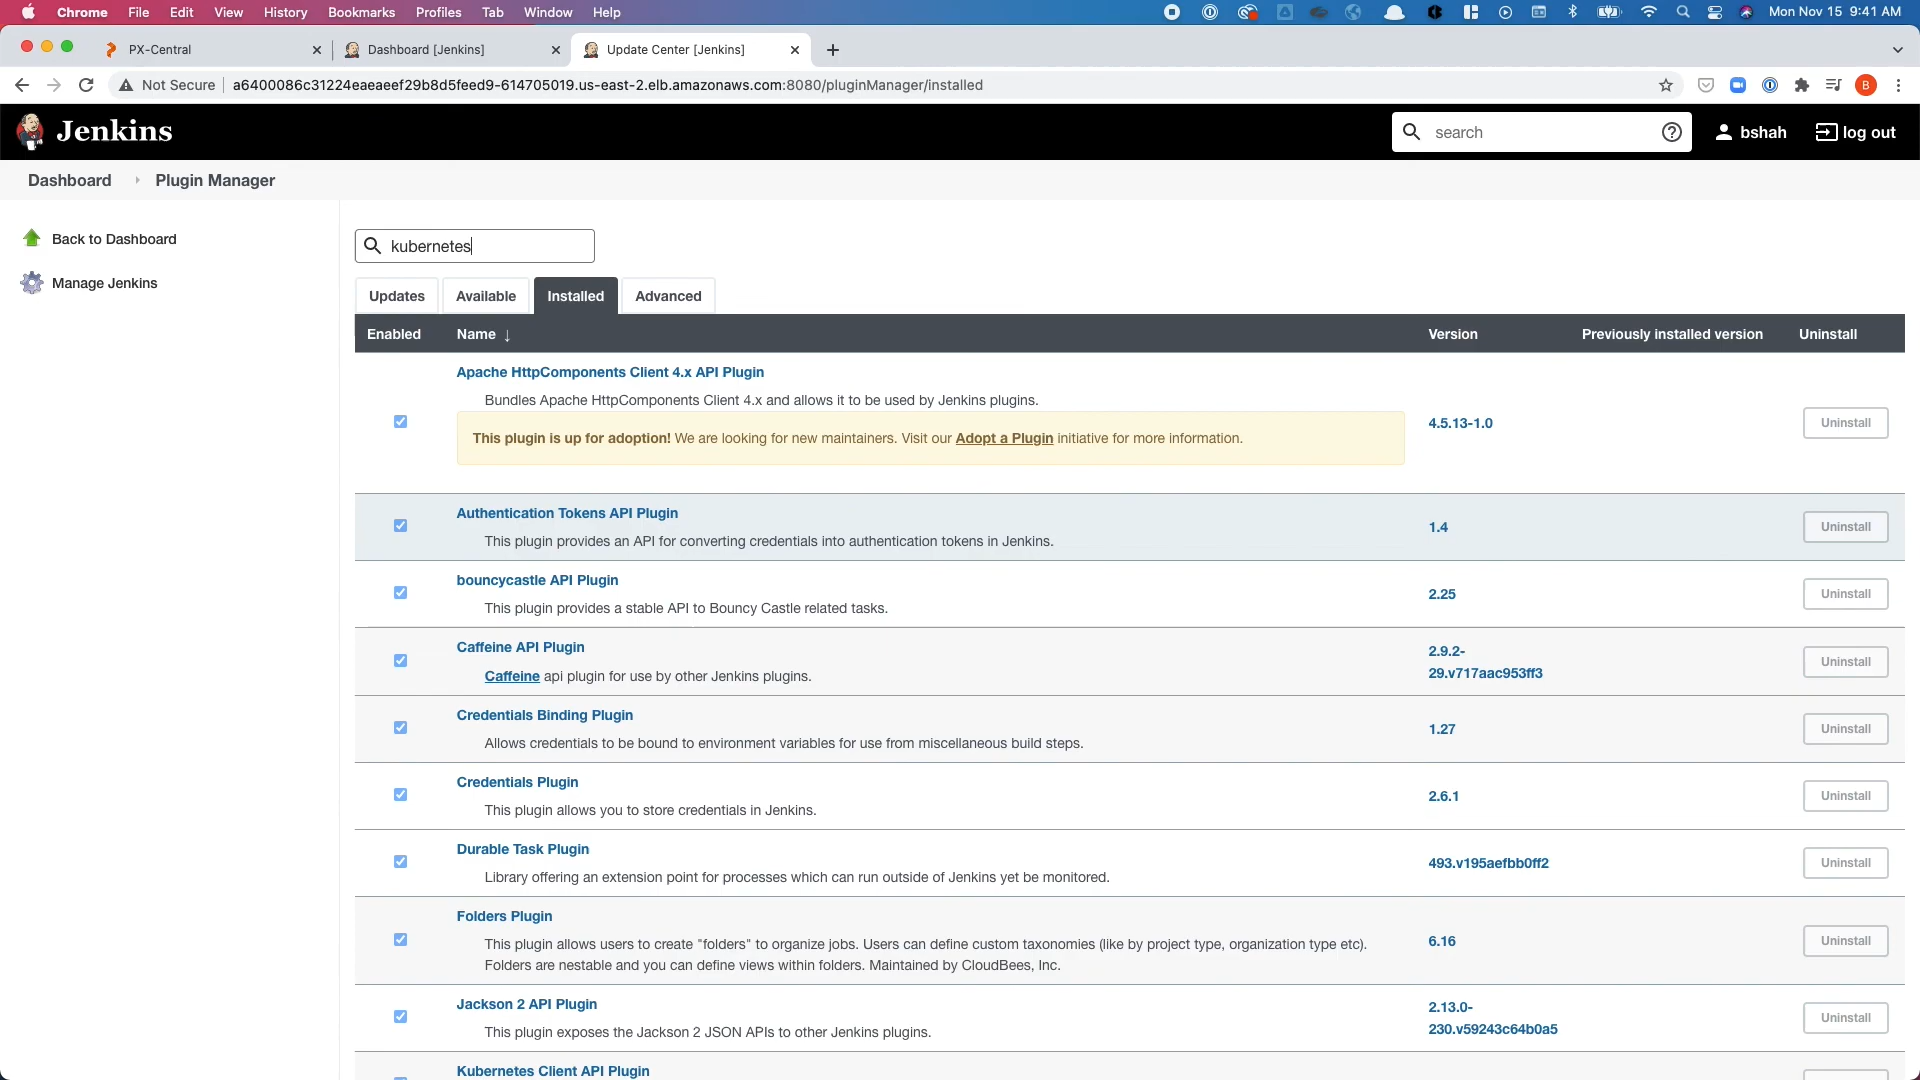 Chrome File Edit View History Bookmarks Profiles Tab Window Help Mon Nov 15 9:41 AM
PX-Central Dashboard [Jenkins] Update Center [Jenkins]
Not Secure a6400086c31224eaeaeef29b8d5feed9-614705019.us-east-2.elb.amazonaws.com:8080/pluginManager/installed B
Jenkins search bshah log out
Dashboard Plugin Manager
Back to Dashboard
Manage Jenkins
kubernetes
Updates Available Installed Advanced
Enabled Name ↓ Version Previously installed version Uninstall
Apache HttpComponents Client 4.x API Plugin
Bundles Apache HttpComponents Client 4.x and allows it to be used by Jenkins plugins.
This plugin is up for adoption! We are looking for new maintainers. Visit our Adopt a Plugin initiative for more information.
4.5.13-1.0 Uninstall
Authentication Tokens API Plugin
This plugin provides an API for converting credentials into authentication tokens in Jenkins.
1.4 Uninstall
bouncycastle API Plugin
This plugin provides a stable API to Bouncy Castle related tasks.
2.25 Uninstall
Caffeine API Plugin
Caffeine api plugin for use by other Jenkins plugins.
2.9.2-
29.v717aac953ff3
Uninstall
Credentials Binding Plugin
Allows credentials to be bound to environment variables for use from miscellaneous build steps.
1.27 Uninstall
Credentials Plugin
This plugin allows you to store credentials in Jenkins.
2.6.1 Uninstall
Durable Task Plugin
Library offering an extension point for processes which can run outside of Jenkins yet be monitored.
493.v195aefbb0ff2 Uninstall
Folders Plugin
This plugin allows users to create "folders" to organize jobs. Users can define custom taxonomies (like by project type, organization type etc).
Folders are nestable and you can define views within folders. Maintained by CloudBees, Inc.
6.16 Uninstall
Jackson 2 API Plugin
This plugin exposes the Jackson 2 JSON APIs to other Jenkins plugins.
2.13.0-
230.v59243c64b0a5
Uninstall
Kubernetes Client API Plugin